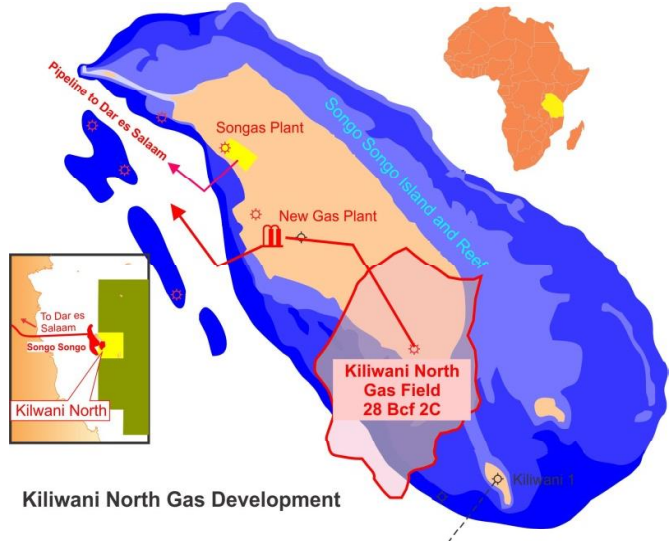 Pipeline to Dar es Salaam
Songas Plant
Songo Songo Island and Reef
New Gas Plant
To Dar es
Salaam
Songo Songo
Kilwani North
Kiliwani North
Gas Field
28 Bcf 2C
Kiliwani 1
Kiliwani North Gas Development